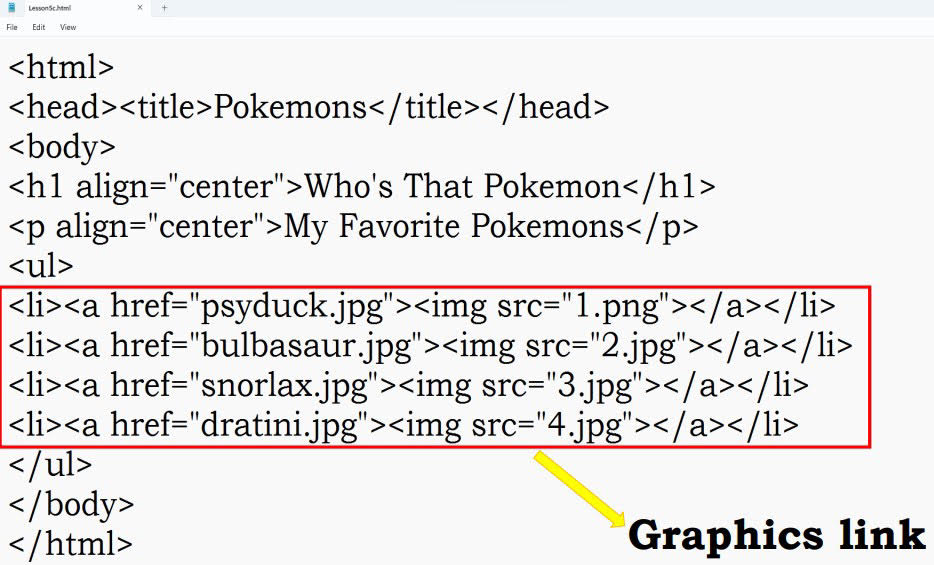 Lesson5c.html
File Edit View
<html>
<head><title>Pokemons</title></head>
<body>
<h1 align="center">Who's That Pokemon</h1>
<p align="center">My Favorite Pokemons</p>
<ul>
<li><a href="psyduck.jpg"><img src="1.png"></a></li>
<li><a href="bulbasaur.jpg"><img src="2.jpg"></a></li>
<li><a href="snorlax.jpg"><img src="3.jpg"></a></li>
<li><a href="dratini.jpg"><img src="4.jpg"></a></li>
</ul>
</body>
</html>
Graphics link